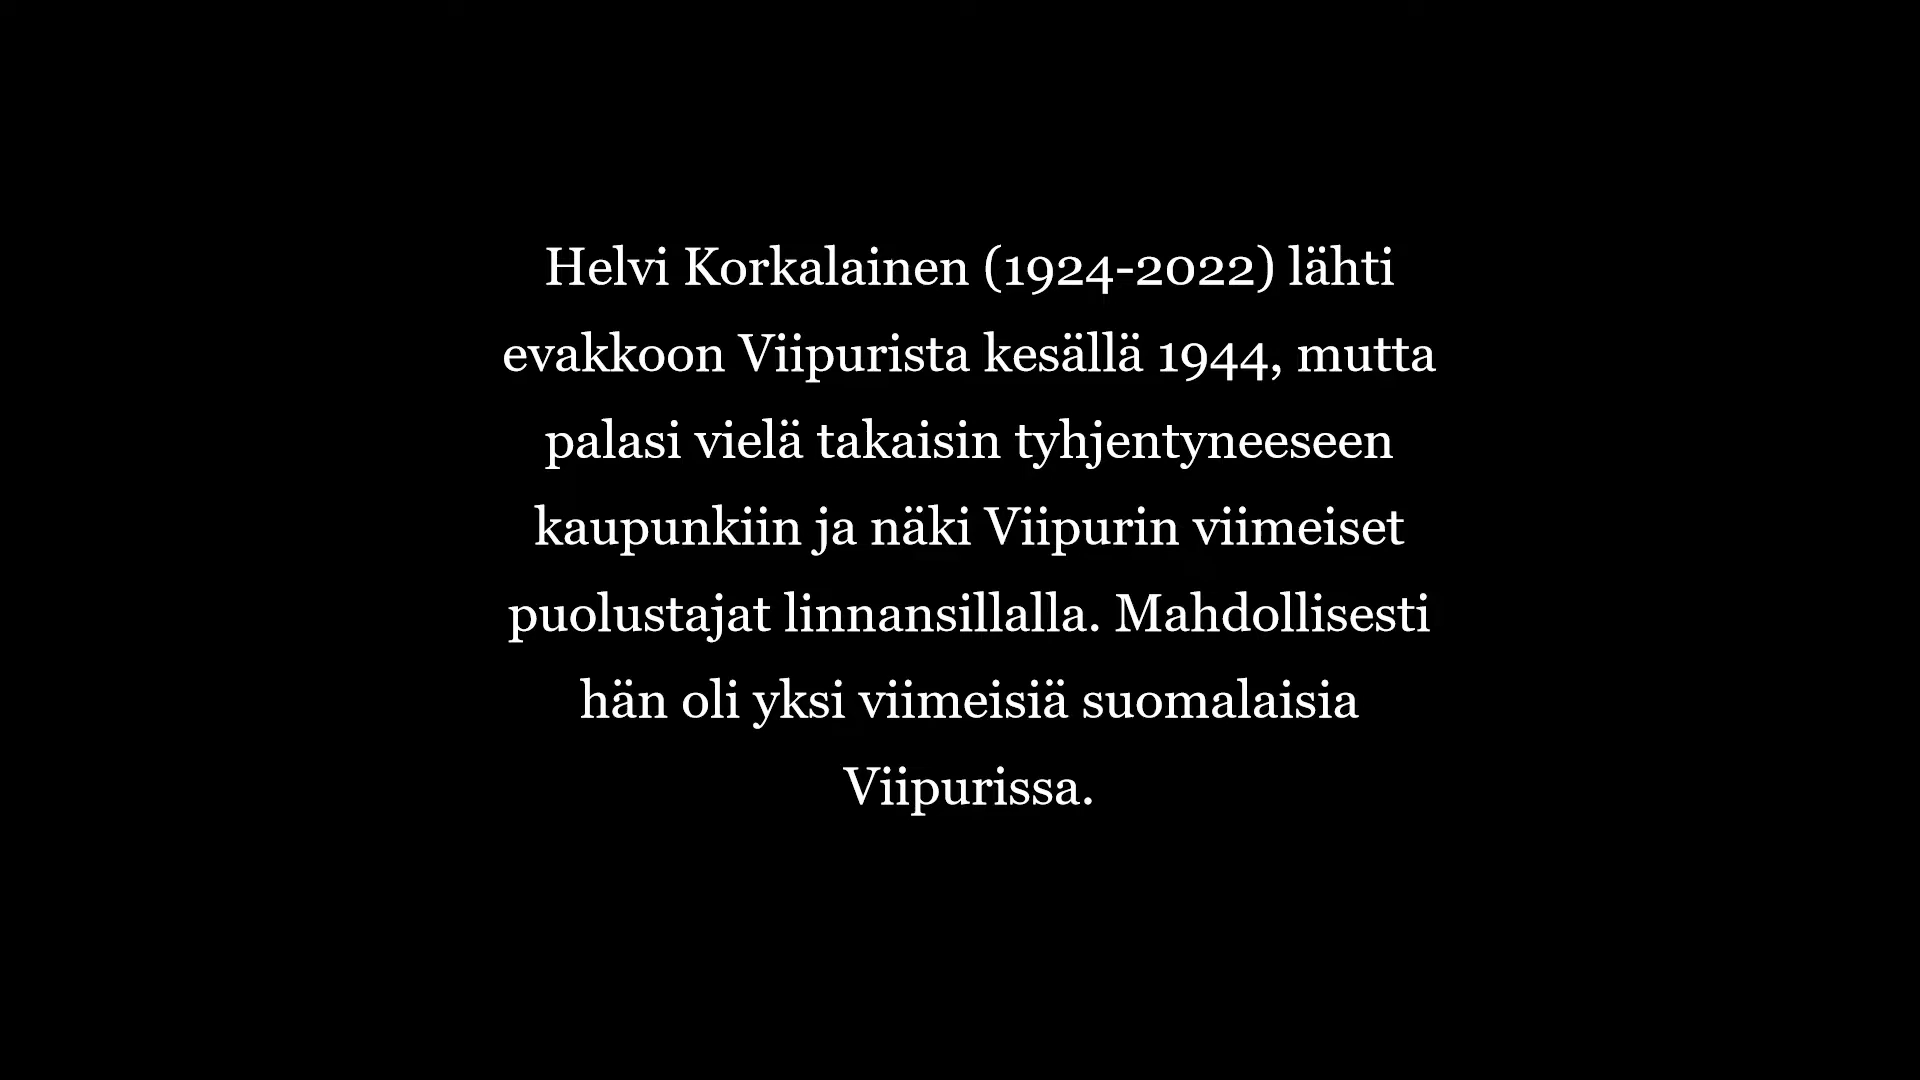 Helvi Korkalainen (1924-2022) lähti
evakkoon Viipurista kesällä 1944, mutta
palasi vielä takaisin tyhjentyneeseen
kaupunkiin ja näki Viipurin viimeiset
puolustajat linnansillalla. Mahdollisesti
hän oli yksi viimeisiä suomalaisia
Viipurissa.